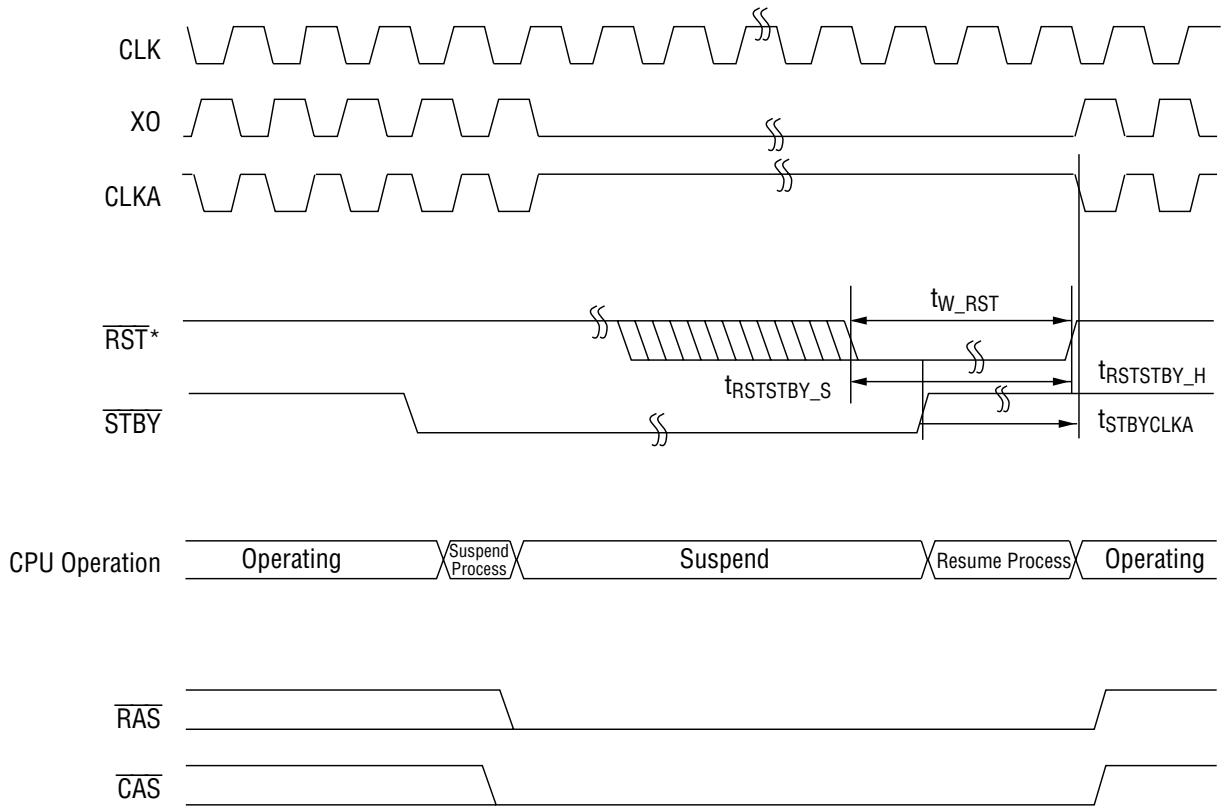 CLK
XO
CLKA
tW_RST
RST*
tRSTSTBY_S
tRSTSTBY_H
STBY
tSTBYCLKA
CPU Operation
Operating
Suspend
Process
Suspend
Resume Process
Operating
RAS
CAS